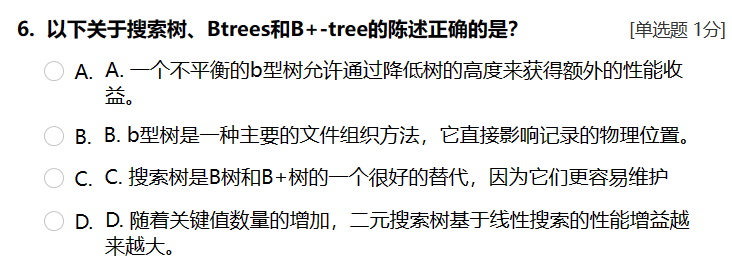 6. 以下关于搜索树、Btrees和B+-tree的陈述正确的是? [单选题 1分]
A. A. 一个不平衡的b型树允许通过降低树的高度来获得额外的性能收
益。
B. B. b型树是一种主要的文件组织方法，它直接影响记录的物理位置。
C. C. 搜索树是B树和B+树的一个很好的替代，因为它们更容易维护
D. D. 随着关键值数量的增加，二元搜索树基于线性搜索的性能增益越
来越大。